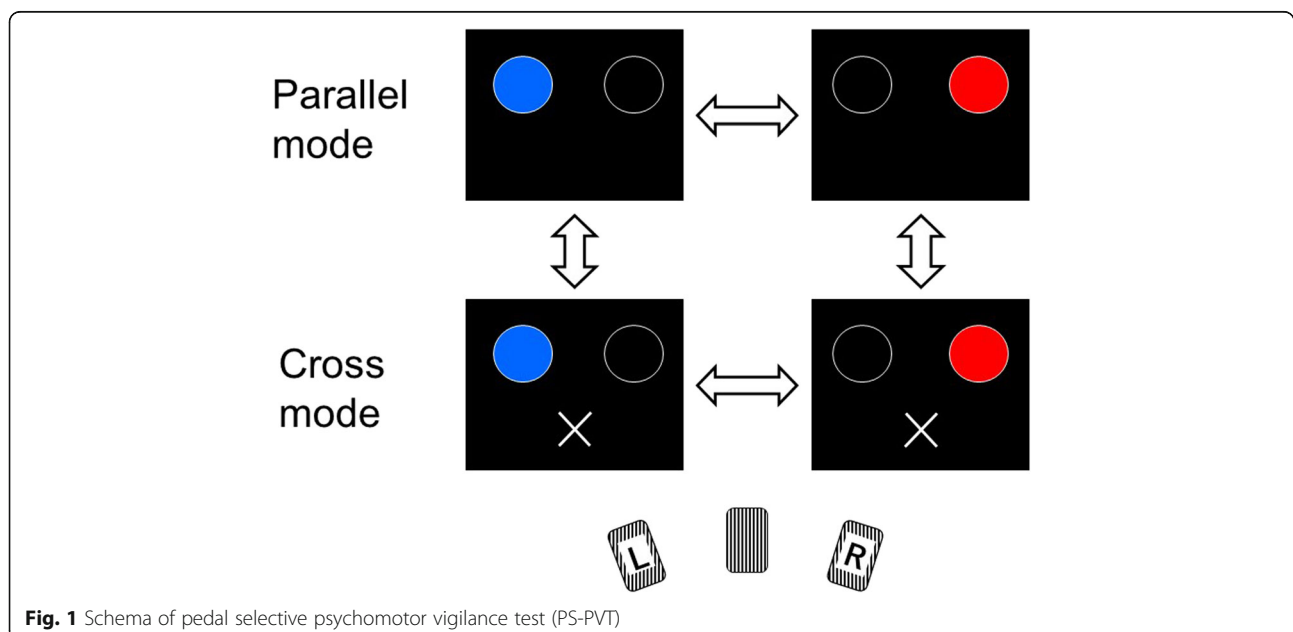 Parallel
mode
Cross
mode
L
R
Fig. 1 Schema of pedal selective psychomotor vigilance test (PS-PVT)